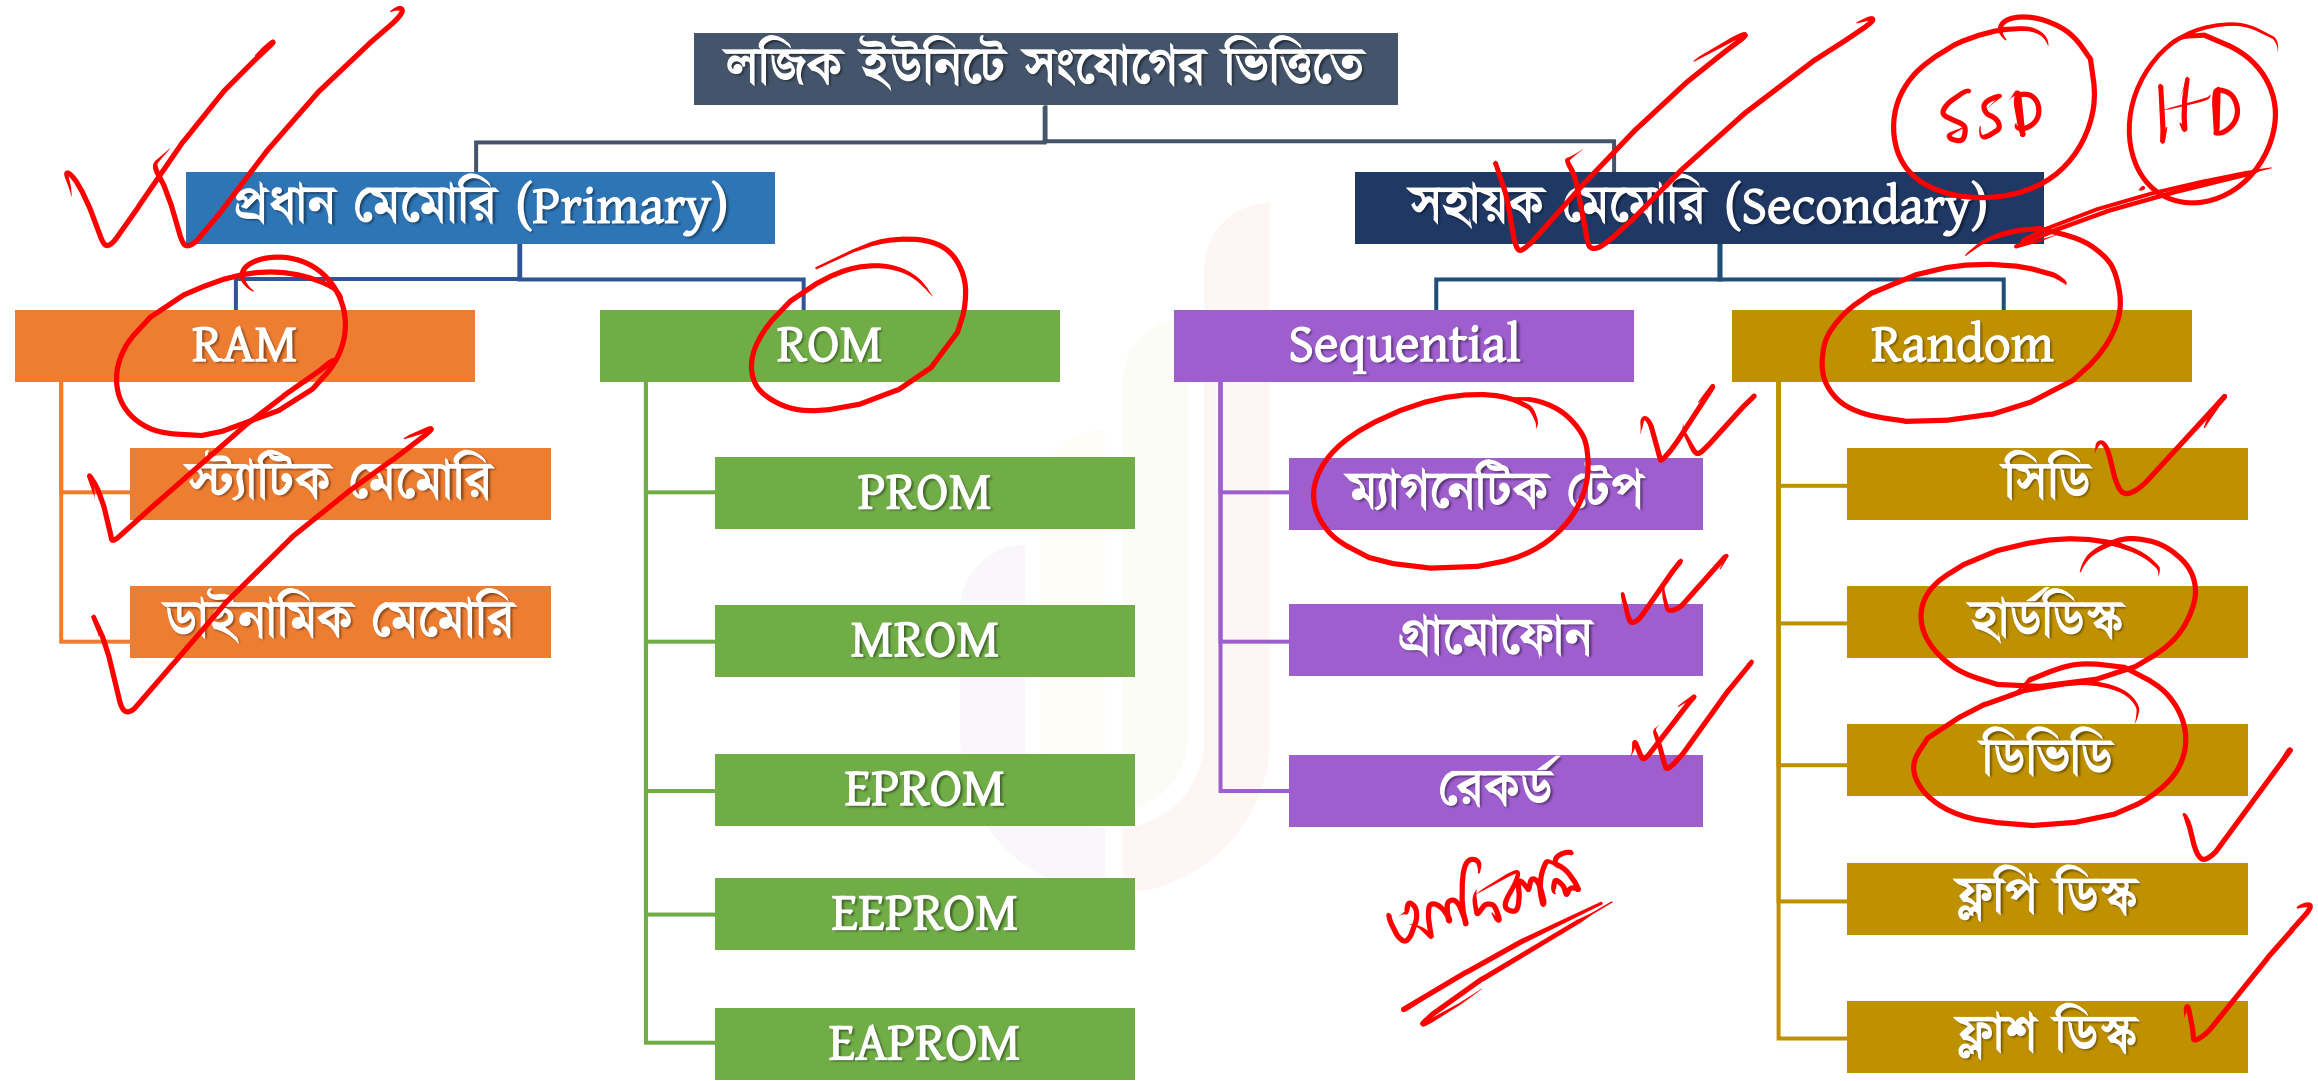 লজিক ইউনিটে সংযোগের ভিত্তিতে
SSD
HD
প্রধান মেমোরি (Primary)
সহায়ক মেমোরি (Secondary)
RAM
ROM
Sequential
Random
স্ট্যাটিক মেমোরি
ডাইনামিক মেমোরি
PROM
MROM
EPROM
EEPROM
EAPROM
ম্যাগনেটিক টেপ
গ্রামোফোন
রেকর্ড
আদিকাল
সিডি
হার্ডডিস্ক
ডিভিডি
ফ্লপি ডিস্ক
ফ্লাশ ডিস্ক